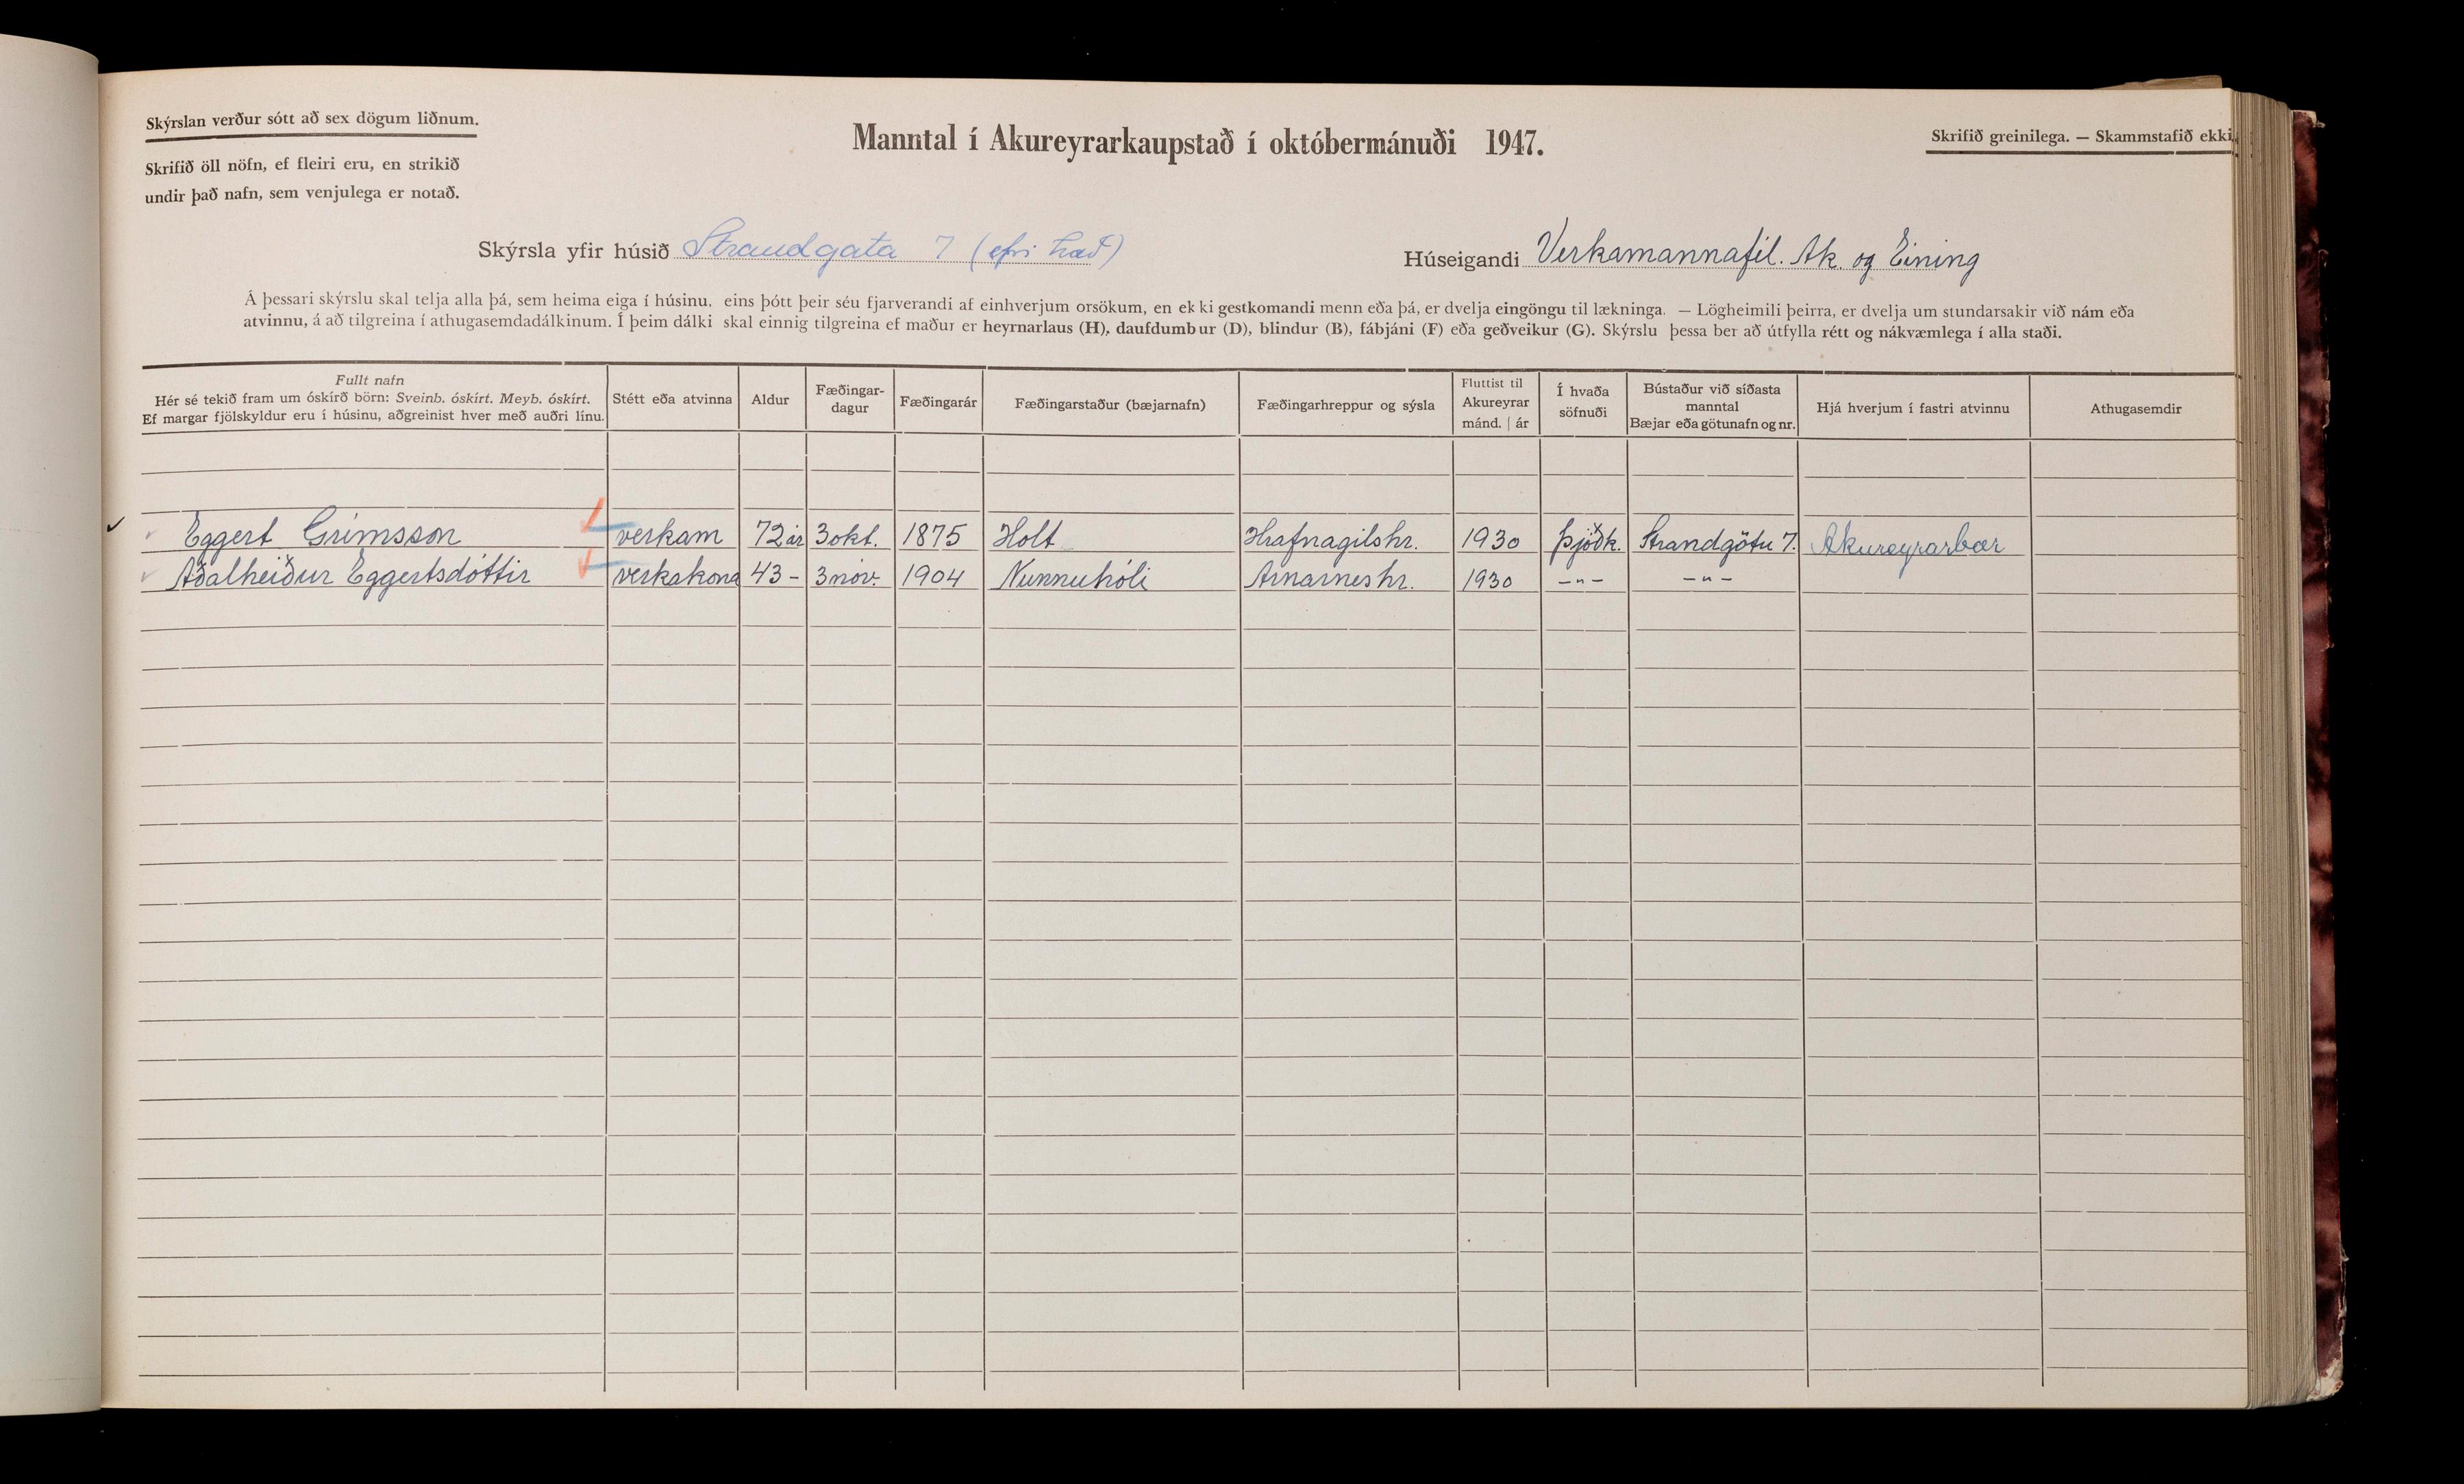 Skýrslan verður sótt að sex dögum liðnum.
Skrifið öll nöfn, ef fleiri eru, en strikið
undir það nafn, sem venjulega er notað.
Manntal í Akureyrarkaupstað í októbermánuði 1947.
Skrifið greinilega. — Skammstafið ekki
Skýrsla yfir húsið Strandgata 7 (efri hæð)
Húseigandi Verkamannafél. Ak. og Eining
Á þessari skýrslu skal telja alla þá, sem heima eiga í húsinu, eins þótt þeir séu fjarverandi af einhverjum orsökum, en ekki gestkomandi menn eða þá, er dvelja eingöngu til lækninga. — Lögheimili þeirra, er dvelja um stundarsakir við nám eða
atvinnu, á að tilgreina í athugasemdadálkinum. Í þeim dálki skal einnig tilgreina ef maður er heyrnarlaus (H), daufdumbur (D), blindur (B), fábjáni (F) eða geðveikur (G). Skýrslu þessa ber að útfylla rétt og nákvæmlega í alla staði.
Fullt nafn
Hér sé tekið fram um óskírð börn: Sveinb. óskírt. Meyb. óskírt.
Ef margar fjölskyldur eru í húsinu, aðgreinist hver með auðri línu.
Stétt eða atvinna
Aldur
Fæðingar-
dagur
Fæðingarár
Fæðingarstaður (bæjarnafn)
Fæðingarhreppur og sýsla
Fluttist til
Akureyrar
mánd. | ár
Í hvaða
söfnuði
Bústaður við síðasta
manntal
Bæjar eða götunafn og nr.
Hjá hverjum í fastri atvinnu
Athugasemdir
Eggert Grímsson verkam 72 ár 3 okt. 1875 Holt Hrafnagilshr. 1930 Þjóðk. Strandgötu 7. Akureyrarbær
Aðalheiður Eggertsdóttir verkakona 43 - 3 nóv. 1904 Nunnuhóli Arnarneshr. 1930 -"- -"-